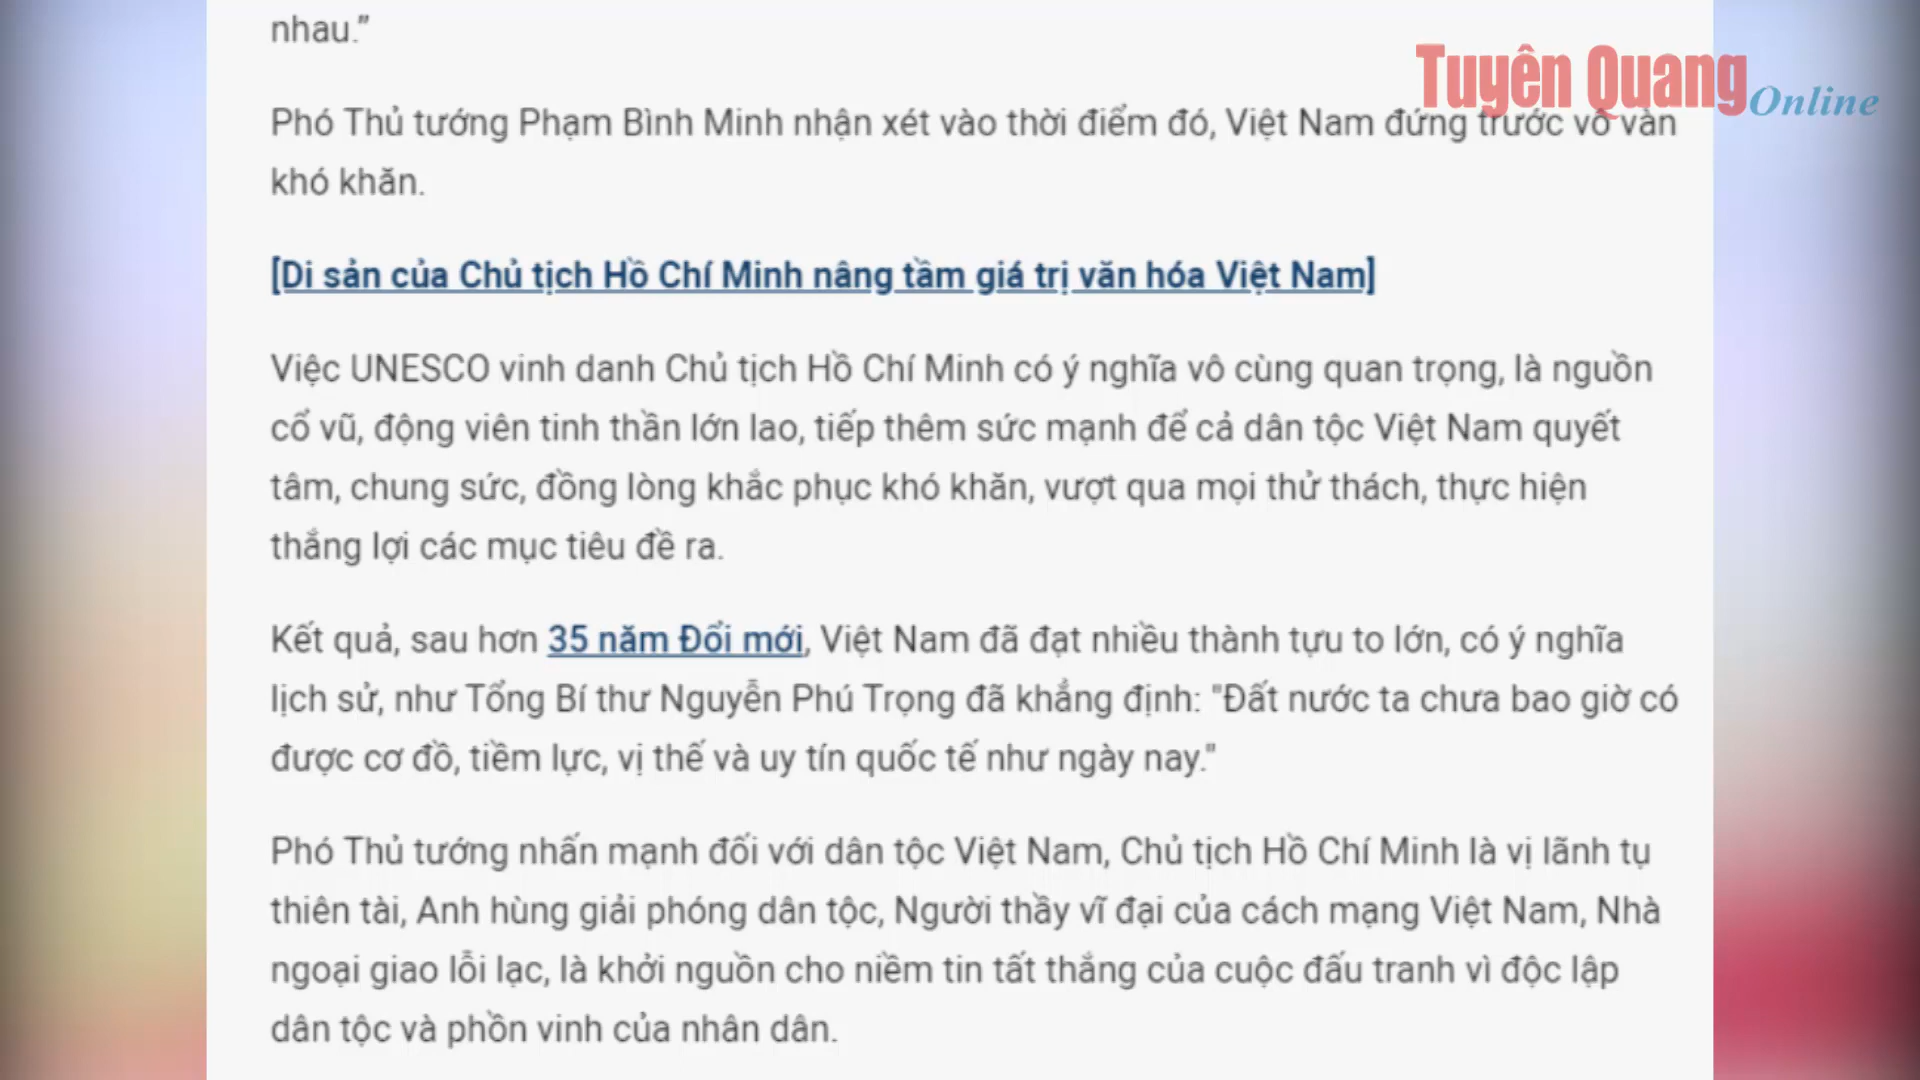 nhau.”
Tuyên Quang Online
Phó Thủ tướng Phạm Bình Minh nhận xét vào thời điểm đó, Việt Nam đứng trước vô vàn
khó khăn.
[Di sản của Chủ tịch Hồ Chí Minh nâng tầm giá trị văn hóa Việt Nam]
Việc UNESCO vinh danh Chủ tịch Hồ Chí Minh có ý nghĩa vô cùng quan trọng, là nguồn
cổ vũ, động viên tinh thần lớn lao, tiếp thêm sức mạnh để cả dân tộc Việt Nam quyết
tâm, chung sức, đồng lòng khắc phục khó khăn, vượt qua mọi thử thách, thực hiện
thắng lợi các mục tiêu đề ra.
Kết quả, sau hơn 35 năm Đổi mới, Việt Nam đã đạt nhiều thành tựu to lớn, có ý nghĩa
lịch sử, như Tổng Bí thư Nguyễn Phú Trọng đã khẳng định: "Đất nước ta chưa bao giờ có
được cơ đồ, tiềm lực, vị thế và uy tín quốc tế như ngày nay."
Phó Thủ tướng nhấn mạnh đối với dân tộc Việt Nam, Chủ tịch Hồ Chí Minh là vị lãnh tụ
thiên tài, Anh hùng giải phóng dân tộc, Người thầy vĩ đại của cách mạng Việt Nam, Nhà
ngoại giao lỗi lạc, là khởi nguồn cho niềm tin tất thắng của cuộc đấu tranh vì độc lập
dân tộc và phồn vinh của nhân dân.